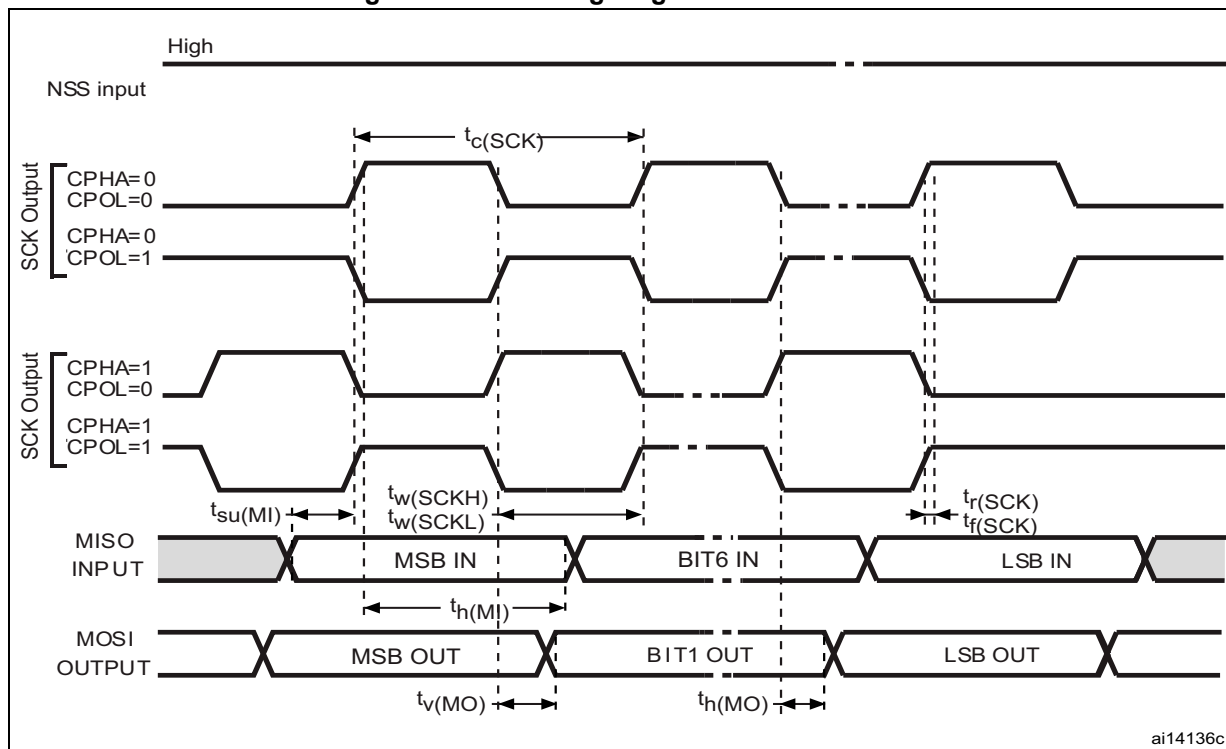 High
NSS input
tc(SCK)
SCK Output
CPHA=0
CPOL=0
CPHA=0
CPOL=1
SCK Output
CPHA=1
CPOL=0
CPHA=1
CPOL=1
tsu(MI)
tw(SCKH)
tw(SCKL)
tr(SCK)
tf(SCK)
MISO
INPUT
MSB IN
BIT6 IN
LSB IN
th(MI)
MOSI
OUTPUT
MSB OUT
BIT1 OUT
LSB OUT
tv(MO)
th(MO)
ai14136c